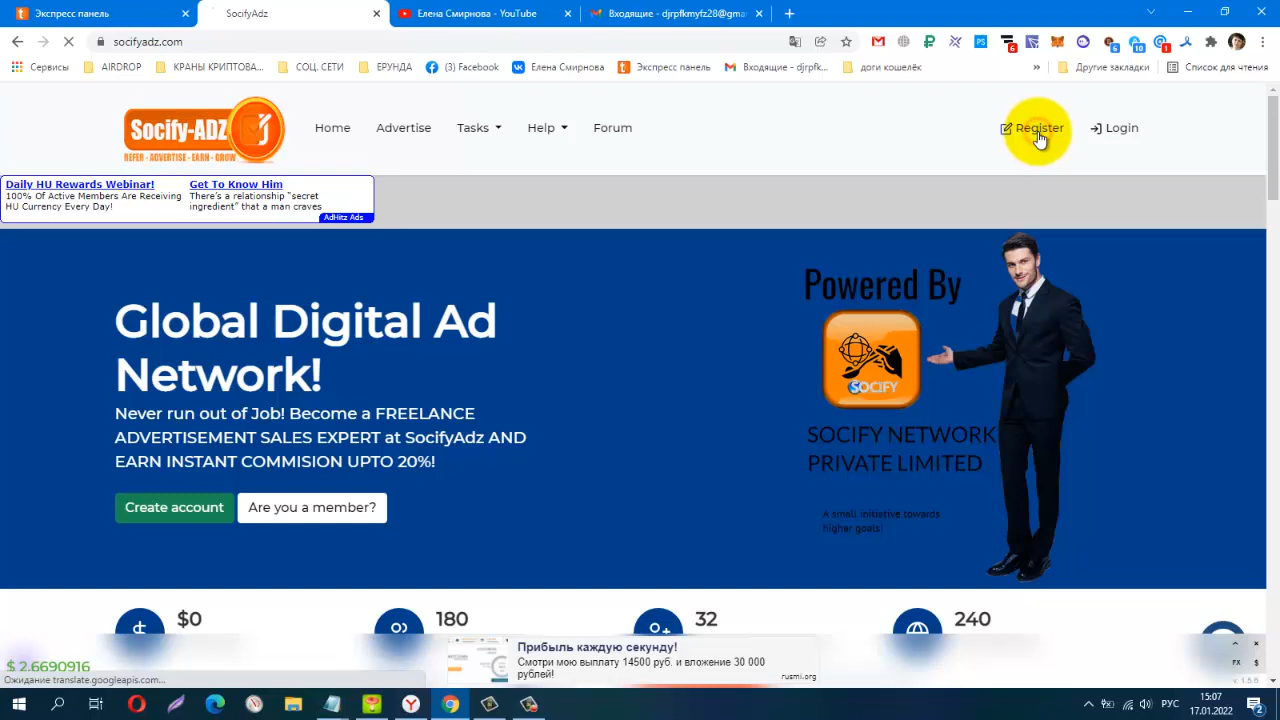 Экспресс панель
SocifyAdz
Елена Смирнова - YouTube
Входящие - djrpfkmyfz28@gma
socifyadz.com
Сервисы
AIRDROP
КРАНЫ КРИПТОВА...
СОЦ. СЕТИ
ЕРУНДА
(3) Facebook
Елена Смирнова
Экспресс панель
Входящие - djrpfk...
доги кошелёк
»
Другие закладки
Список для чтения
Socify-ADZ
REFER - ADVERTISE - EARN - GROW
Home
Advertise
Tasks
Help
Forum
Register
Login
Daily HU Rewards Webinar!
100% Of Active Members Are Receiving
HU Currency Every Day!
Get To Know Him
There's a relationship "secret
ingredient" that a man craves
AdHitz Ads
Global Digital Ad
Network!
Never run out of Job! Become a FREELANCE
ADVERTISEMENT SALES EXPERT at SocifyAdz AND
EARN INSTANT COMMISION UPTO 20%!
Create account
Are you a member?
Powered By
SOCIFY
SOCIFY NETWORK
PRIVATE LIMITED
A small initiative towards
higher goals!
$0
180
32
240
$ 2.6690916
Прибыль каждую секунду!
Смотри мою выплату 14500 руб. и вложение 30 000
рублей!
rusmi.org
FX
$
v. 1.5.6
Ожидание translate.googleapis.com...
РУС
15:07
17.01.2022